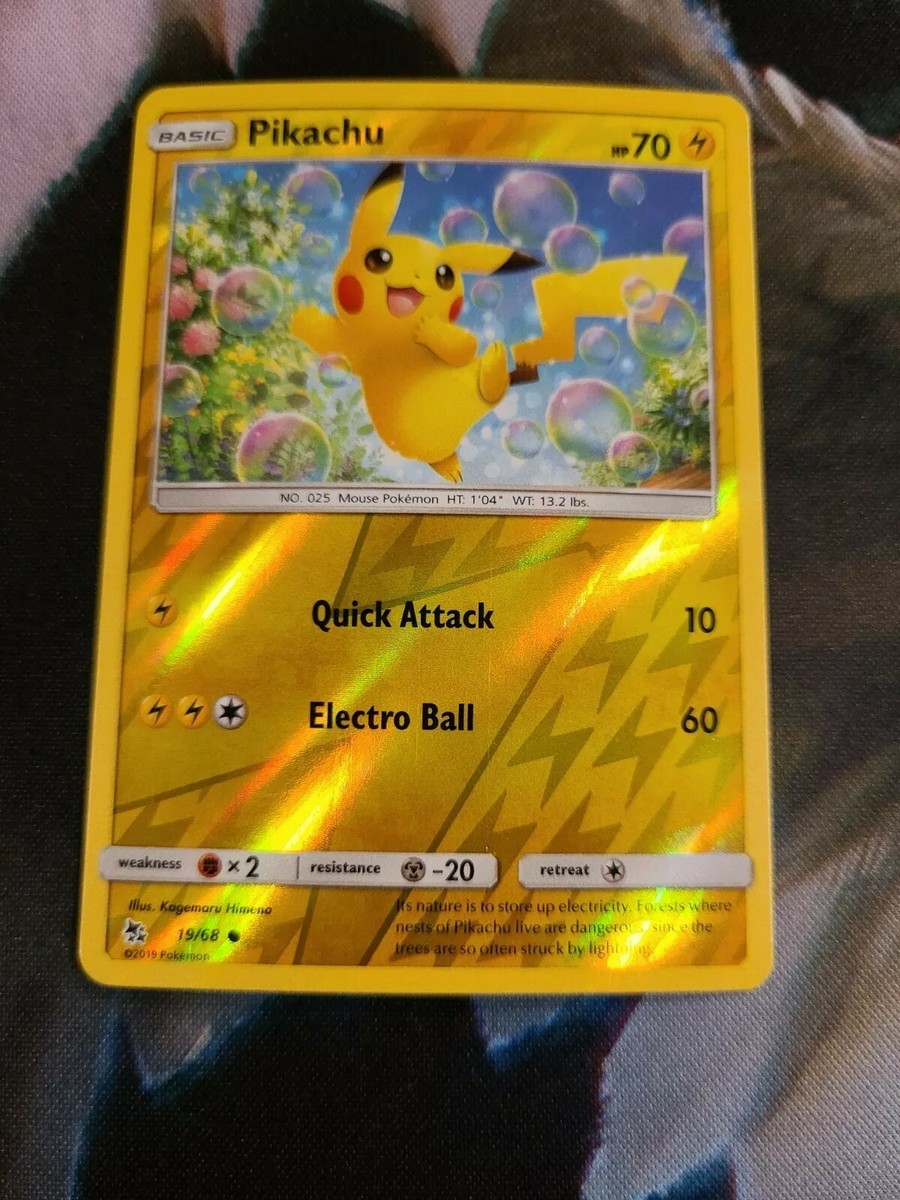 BASIC Pikachu HP 70
NO. 025 Mouse Pokémon HT: 1'04" WT: 13.2 lbs.
Quick Attack 10
Electro Ball 60
weakness × 2 resistance -20 retreat
Illus. Kagemaru Himeno
19/68
©2019 Pokémon
Its nature is to store up electricity. Forests where
nests of Pikachu live are dangerous, since the
trees are so often struck by lightning.